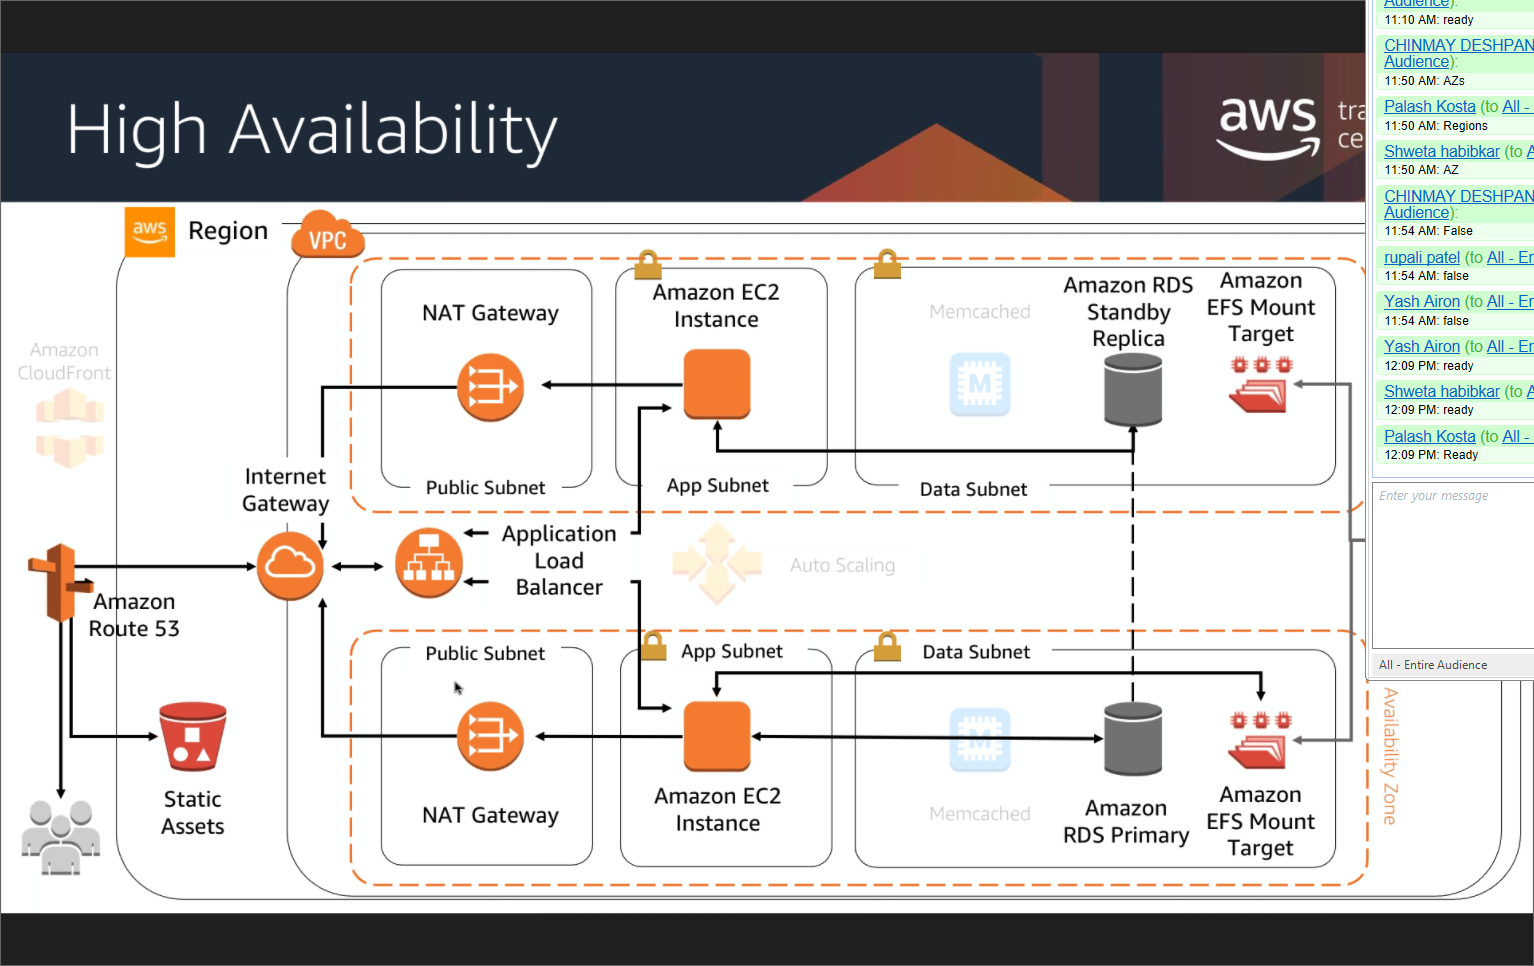 High Availability
aws
tra
ce
aws
Region
VPC
Amazon
CloudFront
NAT Gateway
Public Subnet
Amazon EC2
Instance
App Subnet
Memcached
M
Amazon RDS
Standby
Replica
Amazon
EFS Mount
Target
Data Subnet
Internet
Gateway
Application
Load
Balancer
Auto Scaling
Amazon
Route 53
Static
Assets
Public Subnet
NAT Gateway
App Subnet
Amazon EC2
Instance
Data Subnet
M
Memcached
Amazon
RDS Primary
Amazon
EFS Mount
Target
Availability Zone
Audience):
11:10 AM: ready
CHINMAY DESHPAN
Audience):
11:50 AM: AZs
Palash Kosta (to All -
11:50 AM: Regions
Shweta habibkar (to A
11:50 AM: AZ
CHINMAY DESHPAN
Audience):
11:54 AM: False
rupali patel (to All - En
11:54 AM: false
Yash Airon (to All - En
11:54 AM: false
Yash Airon (to All - En
12:09 PM: ready
Shweta habibkar (to A
12:09 PM: ready
Palash Kosta (to All -
12:09 PM: Ready
Enter your message
All - Entire Audience